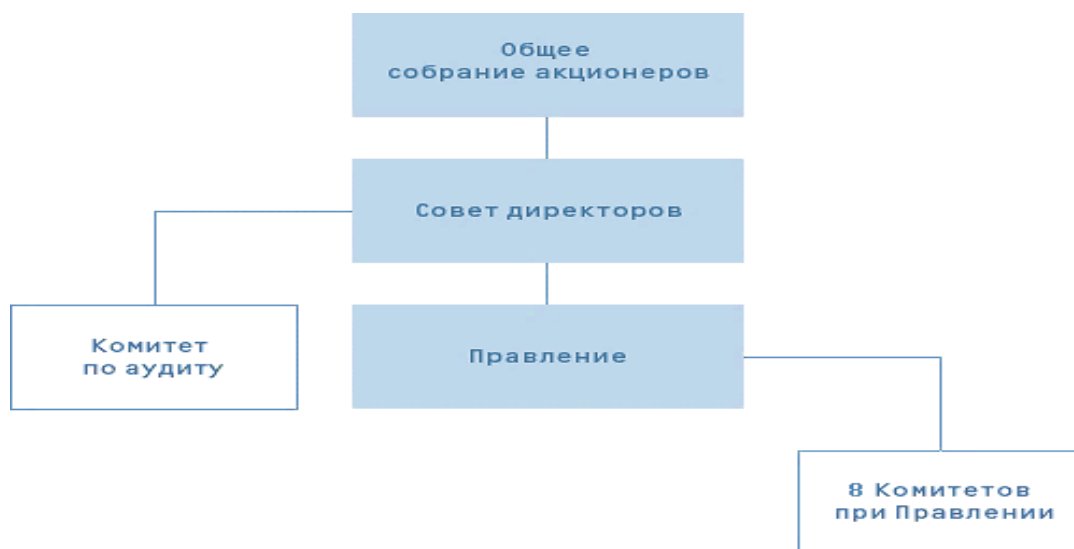 Общее
собрание акционеров
Совет директоров
Комитет
по аудиту
Правление
8 Комитетов
при Правлении